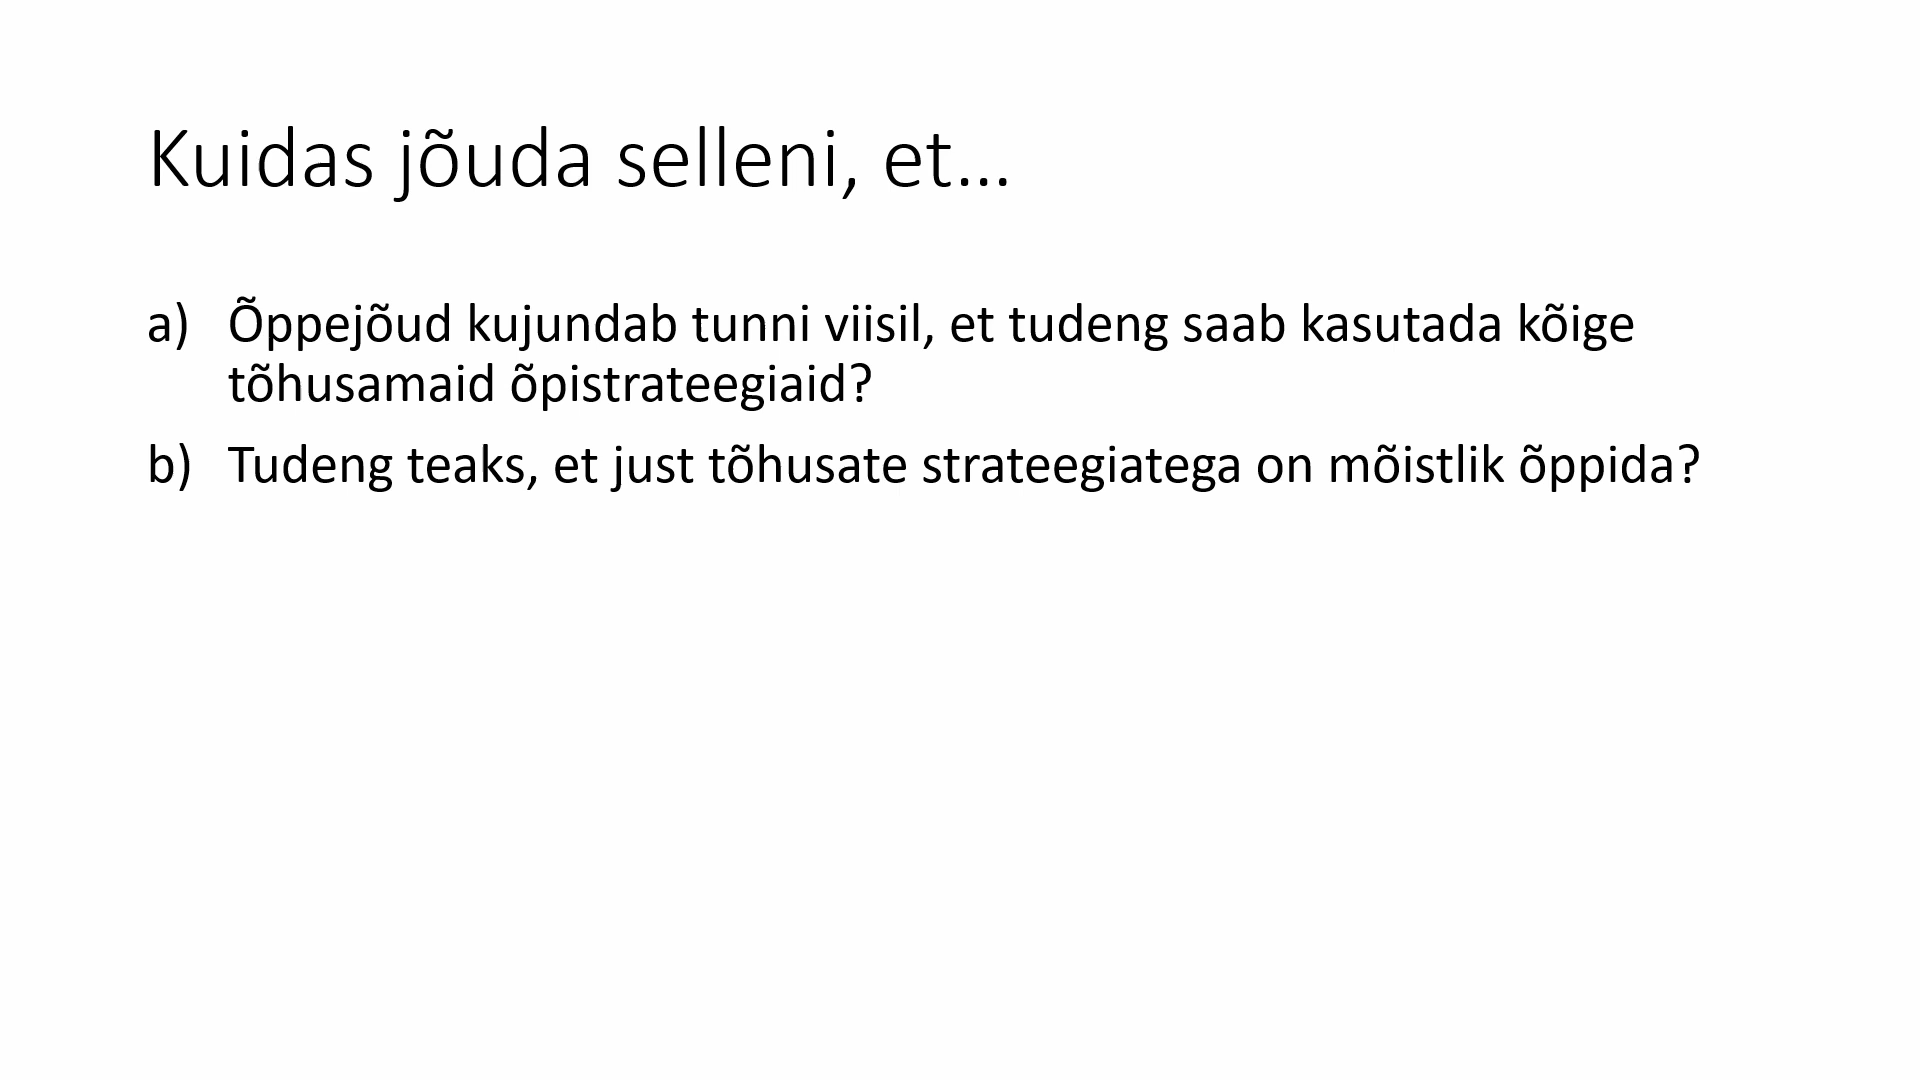 Kuidas jõuda selleni, et…
a) Õppejõud kujundab tunni viisil, et tudeng saab kasutada kõige
tõhusamaid õpistrateegiaid?
b) Tudeng teaks, et just tõhusate strateegiatega on mõistlik õppida?